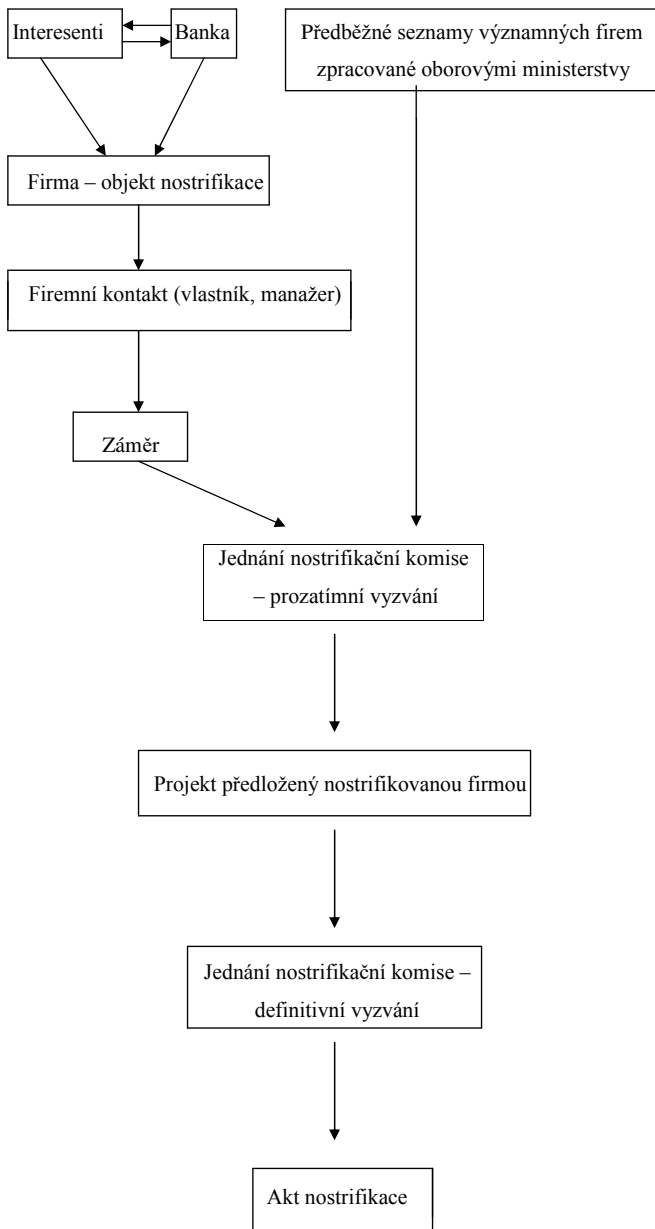 Interesenti
Banka
Předběžné seznamy významných firem
zpracované oborovými ministerstvy
Firma – objekt nostrifikace
Firemní kontakt (vlastník, manažer)
Záměr
Jednání nostrifikační komise
– prozatímní vyzvání
Projekt předložený nostrifikovanou firmou
Jednání nostrifikační komise –
definitivní vyzvání
Akt nostrifikace